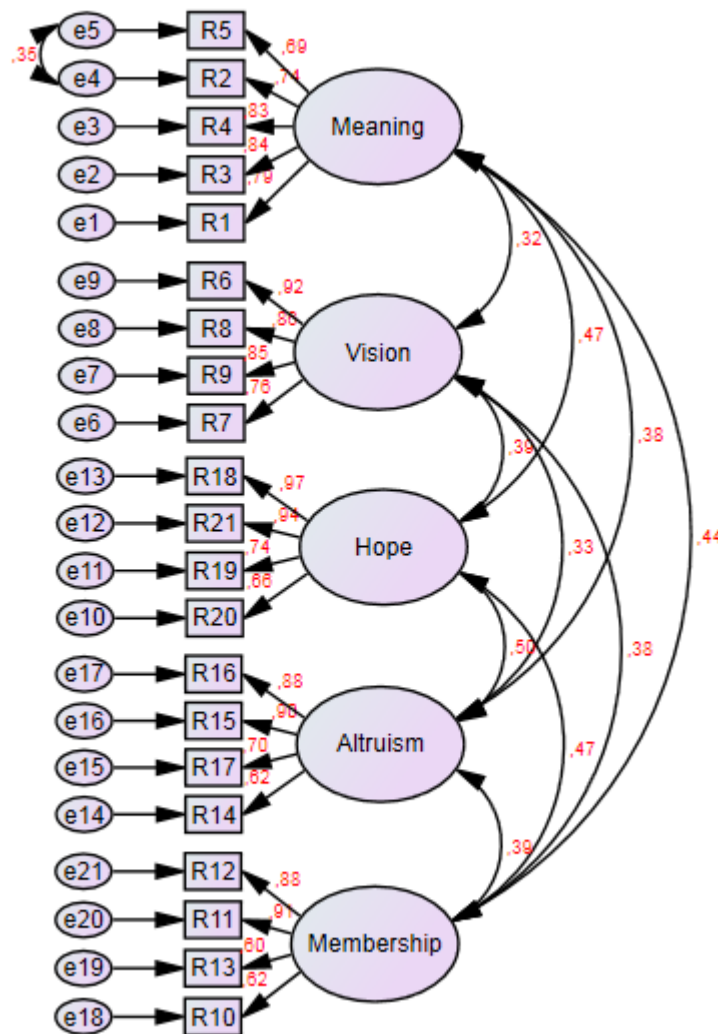 e5 R5 ,69
,35
e4 R2 ,74
e3 R4 ,83 Meaning
e2 R3 ,84
,79
e1 R1
,32
e9 R6 ,92
e8 R8
,47
e7 R9 ,85 Vision
e6 R7 ,76
,38
,39
e13 R18 ,97
e12 R21 ,94
e11 R19 ,74 Hope ,33 ,44
e10 R20 ,66
,50 ,38
e17 R16 ,88
e16 R15
e15 R17 ,70 Altruism ,47
e14 R14 ,62
,39
e21 R12 ,88
e20 R11 ,91
e19 R13 ,60 Membership
e18 R10 ,62